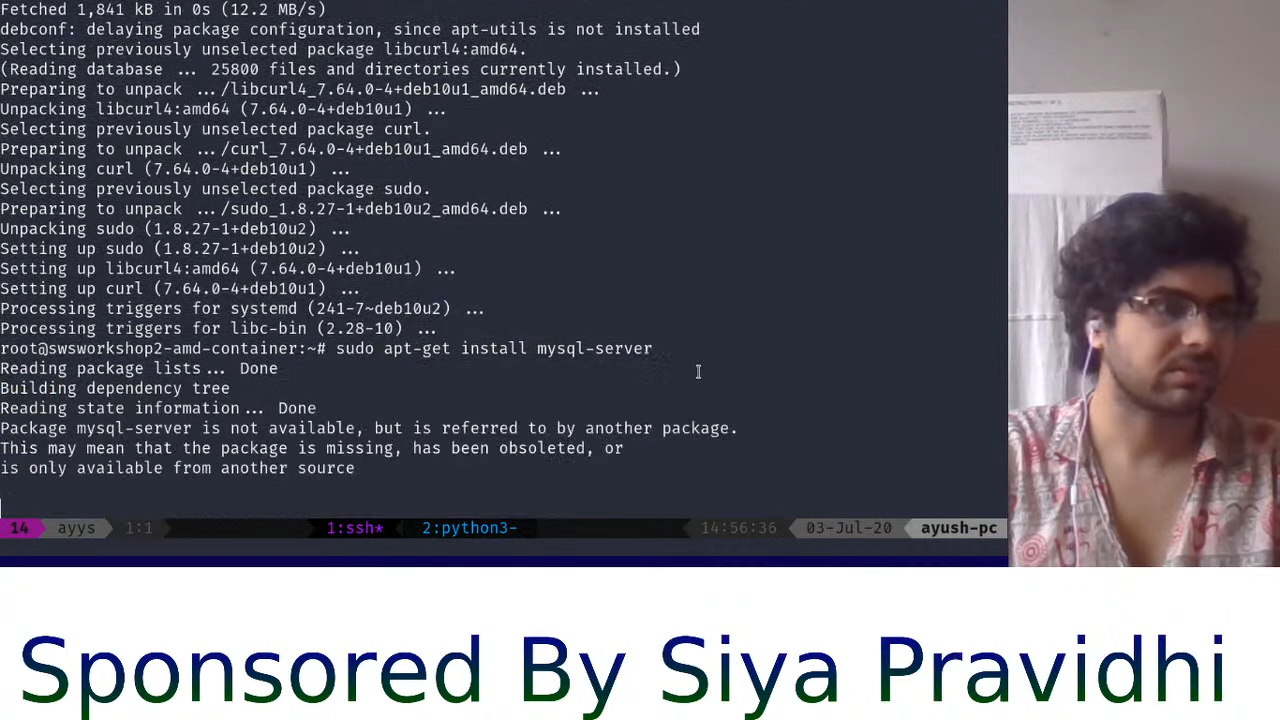 Fetched 1,841 kB in 0s (12.2 MB/s)
debconf: delaying package configuration, since apt-utils is not installed
Selecting previously unselected package libcurl4:amd64.
(Reading database ... 25800 files and directories currently installed.)
Preparing to unpack .../libcurl4_7.64.0-4+deb10u1_amd64.deb ...
Unpacking libcurl4:amd64 (7.64.0-4+deb10u1) ...
Selecting previously unselected package curl.
Preparing to unpack .../curl_7.64.0-4+deb10u1_amd64.deb ...
Unpacking curl (7.64.0-4+deb10u1) ...
Selecting previously unselected package sudo.
Preparing to unpack .../sudo_1.8.27-1+deb10u2_amd64.deb ...
Unpacking sudo (1.8.27-1+deb10u2) ...
Setting up sudo (1.8.27-1+deb10u2) ...
Setting up libcurl4:amd64 (7.64.0-4+deb10u1) ...
Setting up curl (7.64.0-4+deb10u1) ...
Processing triggers for systemd (241-7~deb10u2) ...
Processing triggers for libc-bin (2.28-10) ...
root@swsworkshop2-amd-container:~# sudo apt-get install mysql-server
Reading package lists... Done
Building dependency tree
Reading state information... Done
Package mysql-server is not available, but is referred to by another package.
This may mean that the package is missing, has been obsoleted, or
is only available from another source
14 ayys 1:1 1:ssh* 2:python3- 14:56:36 03-Jul-20 ayush-pc
Sponsored By Siya Pravidhi